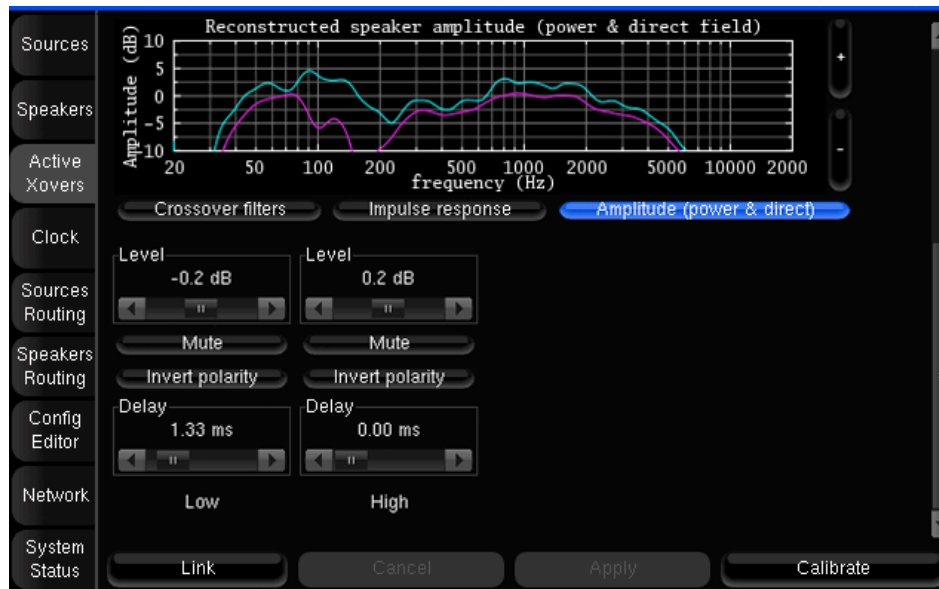 Sources
Speakers
Active
Xovers
Clock
Sources
Routing
Speakers
Routing
Config
Editor
Network
System
Status
Reconstructed speaker amplitude (power & direct field)
Amplitude (dB)
10
5
0
-5
-10
20 50 100 200 500 1000 2000 5000 10000 2000
frequency (Hz)
+
-
Crossover filters Impulse response Amplitude (power & direct)
Level Level
-0.2 dB 0.2 dB
Mute Mute
Invert polarity Invert polarity
Delay Delay
1.33 ms 0.00 ms
Low High
Link Cancel Apply Calibrate